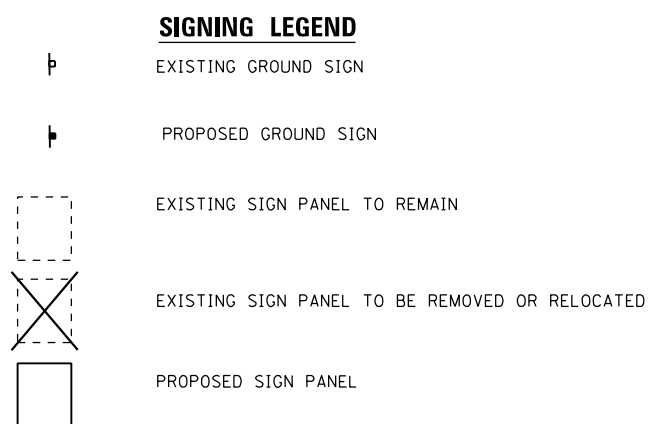 SIGNING LEGEND
EXISTING GROUND SIGN
PROPOSED GROUND SIGN
EXISTING SIGN PANEL TO REMAIN
EXISTING SIGN PANEL TO BE REMOVED OR RELOCATED
PROPOSED SIGN PANEL